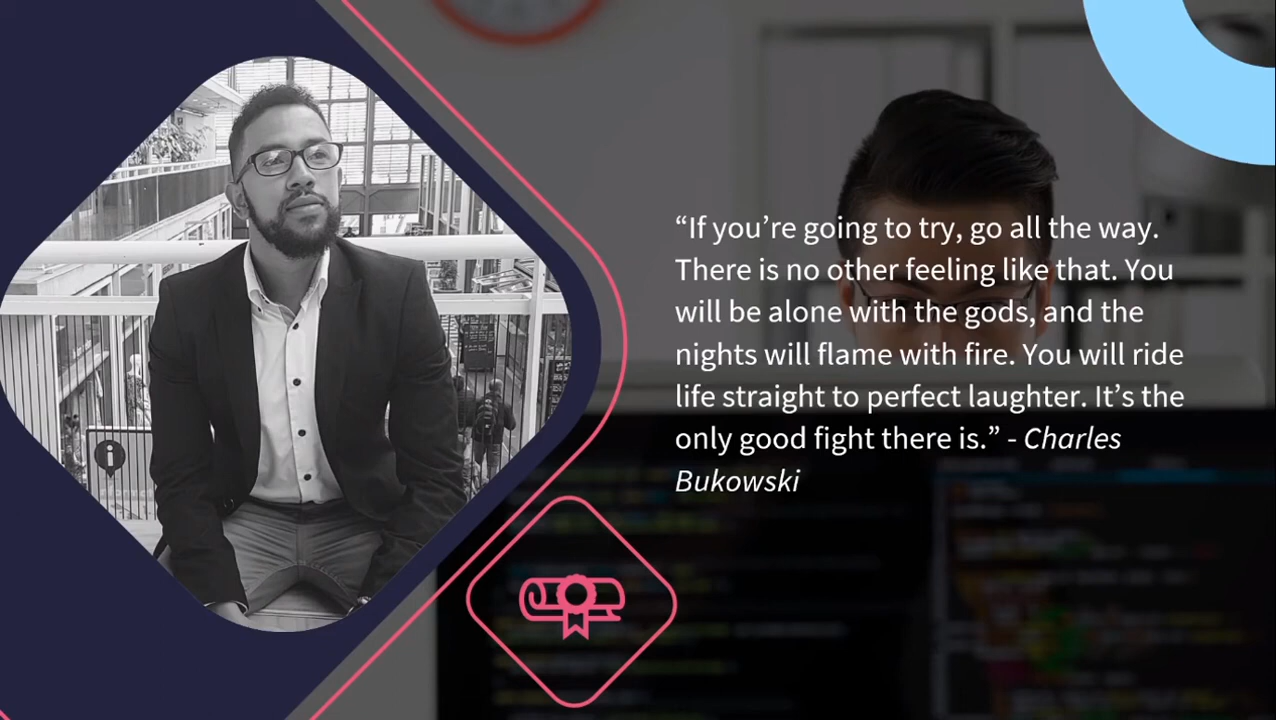 “If you’re going to try, go all the way.
There is no other feeling like that. You
will be alone with the gods, and the
nights will flame with fire. You will ride
life straight to perfect laughter. It’s the
only good fight there is.” - Charles
Bukowski
i